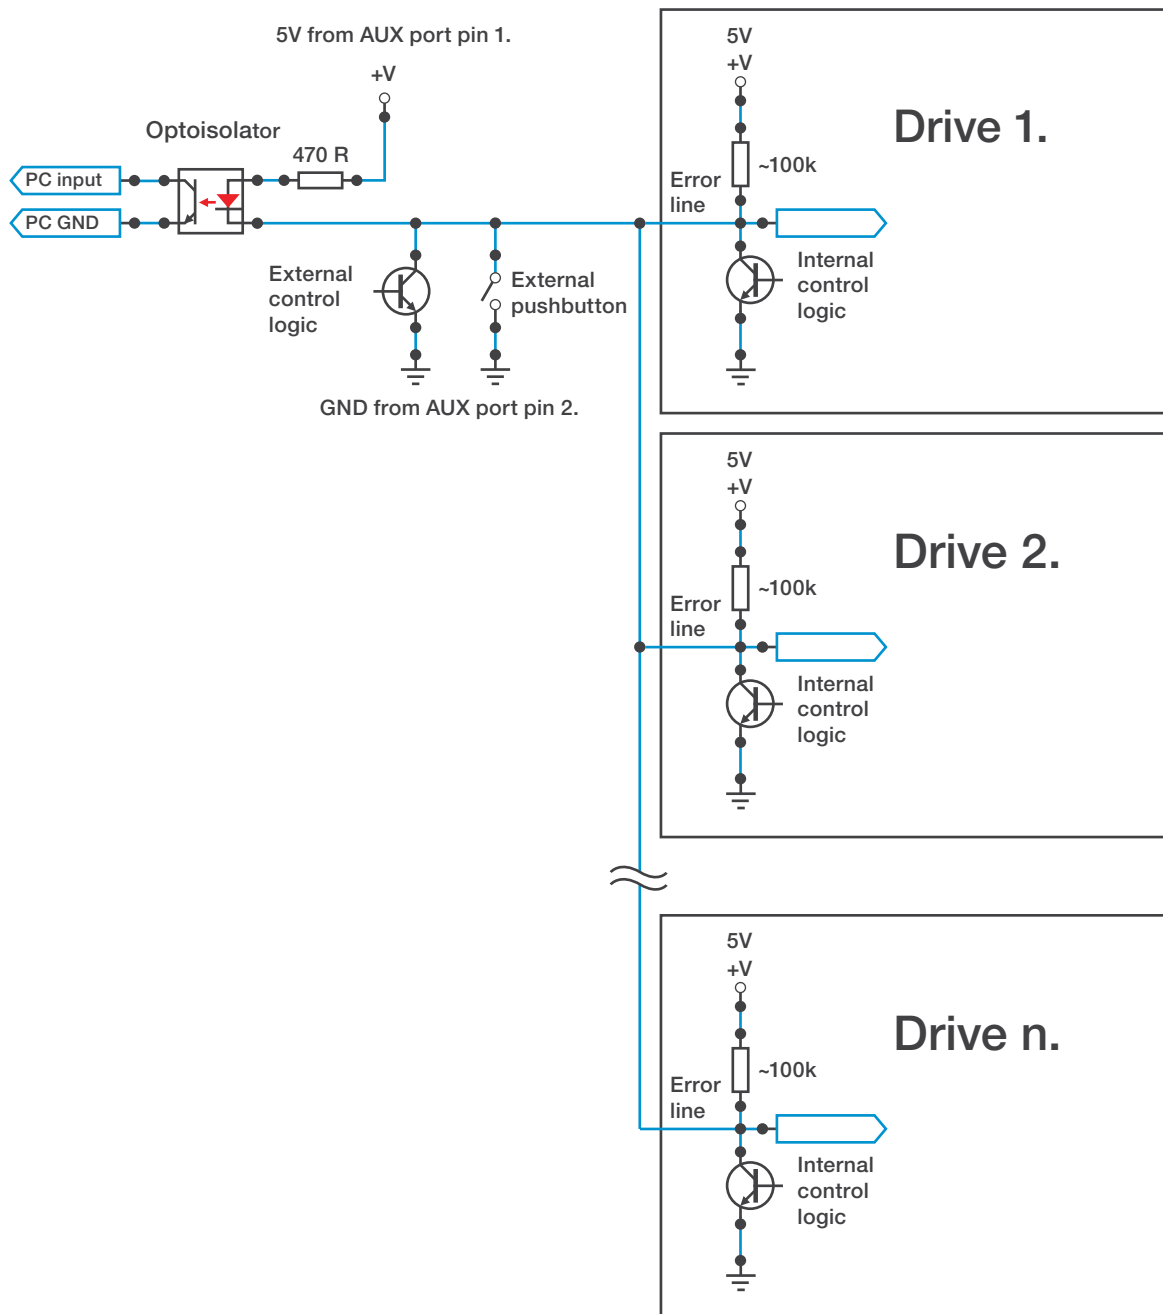 5V from AUX port pin 1.
+V
Optoisolator
470 R
PC input
PC GND
External
control
logic
External
pushbutton
GND from AUX port pin 2.
5V
+V
Drive 1.
~100k
Error
line
Internal
control
logic
5V
+V
Drive 2.
~100k
Error
line
Internal
control
logic
5V
+V
Drive n.
~100k
Error
line
Internal
control
logic